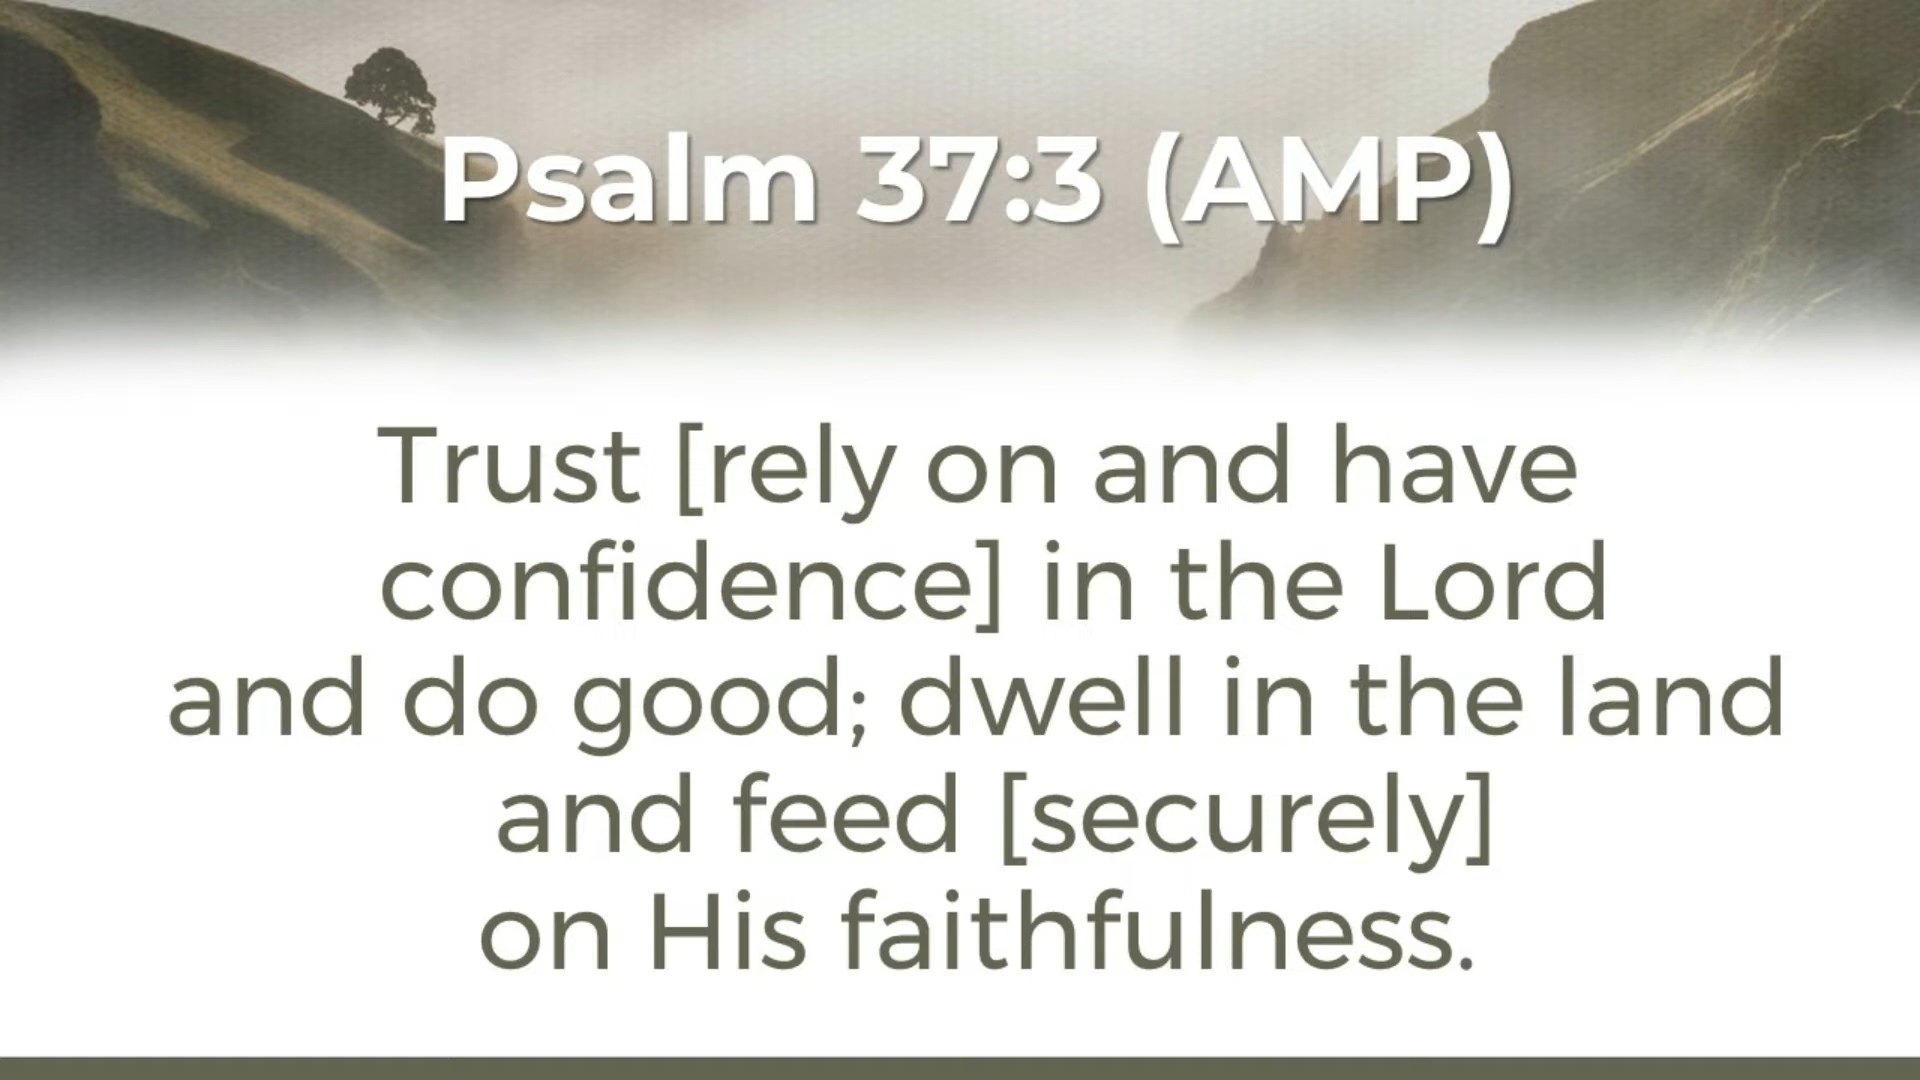 Psalm 37:3 (AMP)
Trust [rely on and have
confidence] in the Lord
and do good; dwell in the land
and feed [securely]
on His faithfulness.